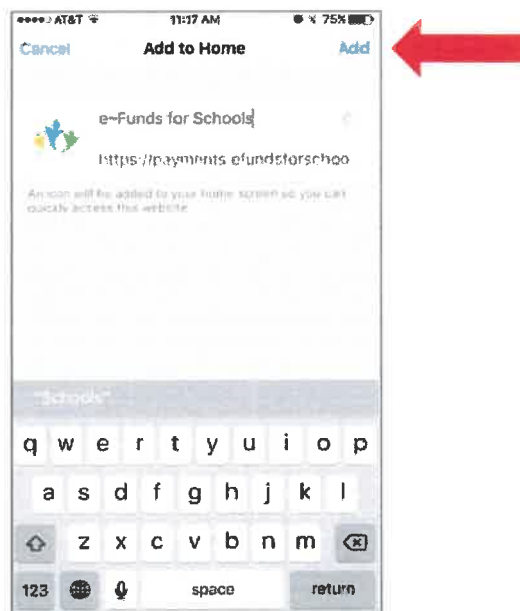 AT&T 11:17 AM 75%
Cancel Add to Home Add
e~Funds for Schools
https://payments.efundsforschoo
An icon will be added to your home screen so you can
quickly access this website.
"Schools"
q w e r t y u i o p
a s d f g h j k l
z x c v b n m
123 space return